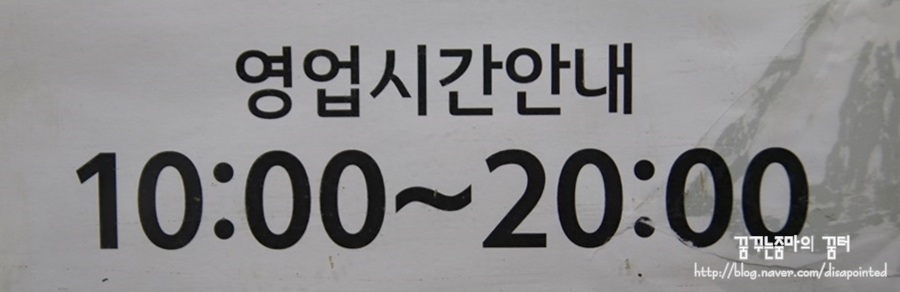 영업시간안내
10:00~20:00
꿈꾸는줌마의 꿈터
http://blog.naver.com/disapointed